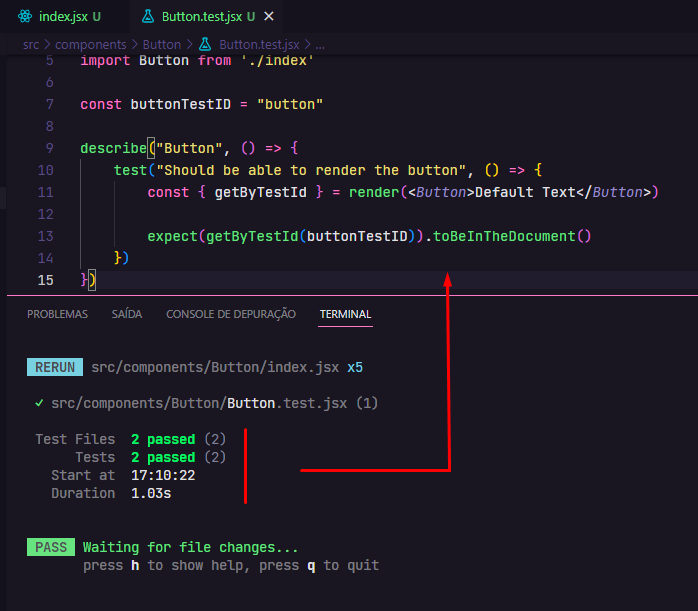 index.jsx U
Button.test.jsx U
src > components > Button > Button.test.jsx > ...
5 import Button from './index'
6
7 const buttonTestID = "button"
8
9 describe("Button", () => {
10 test("Should be able to render the button", () => {
11 const { getByTestId } = render(<Button>Default Text</Button>)
12
13 expect(getByTestId(buttonTestID)).toBeInTheDocument()
14 })
15 })
PROBLEMAS SAÍDA CONSOLE DE DEPURAÇÃO TERMINAL
RERUN src/components/Button/index.jsx x5
✓ src/components/Button/Button.test.jsx (1)
Test Files 2 passed (2)
Tests 2 passed (2)
Start at 17:10:22
Duration 1.03s
PASS Waiting for file changes...
press h to show help, press q to quit